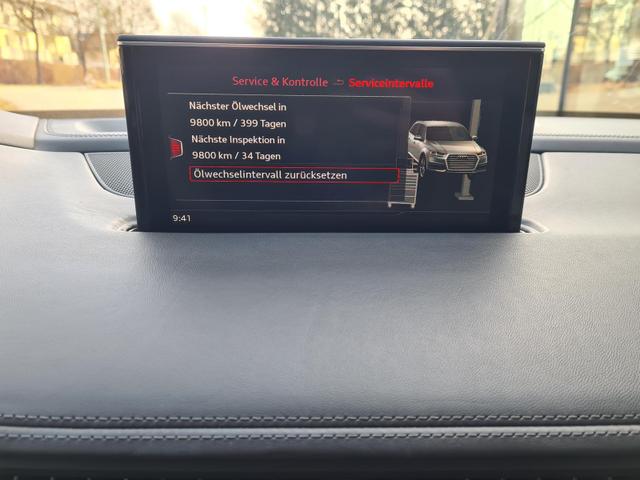 Service & Kontrolle Serviceintervalle
Nächster Ölwechsel in
9800 km / 399 Tagen
Nächste Inspektion in
9800 km / 34 Tagen
Ölwechselintervall zurücksetzen
9:41